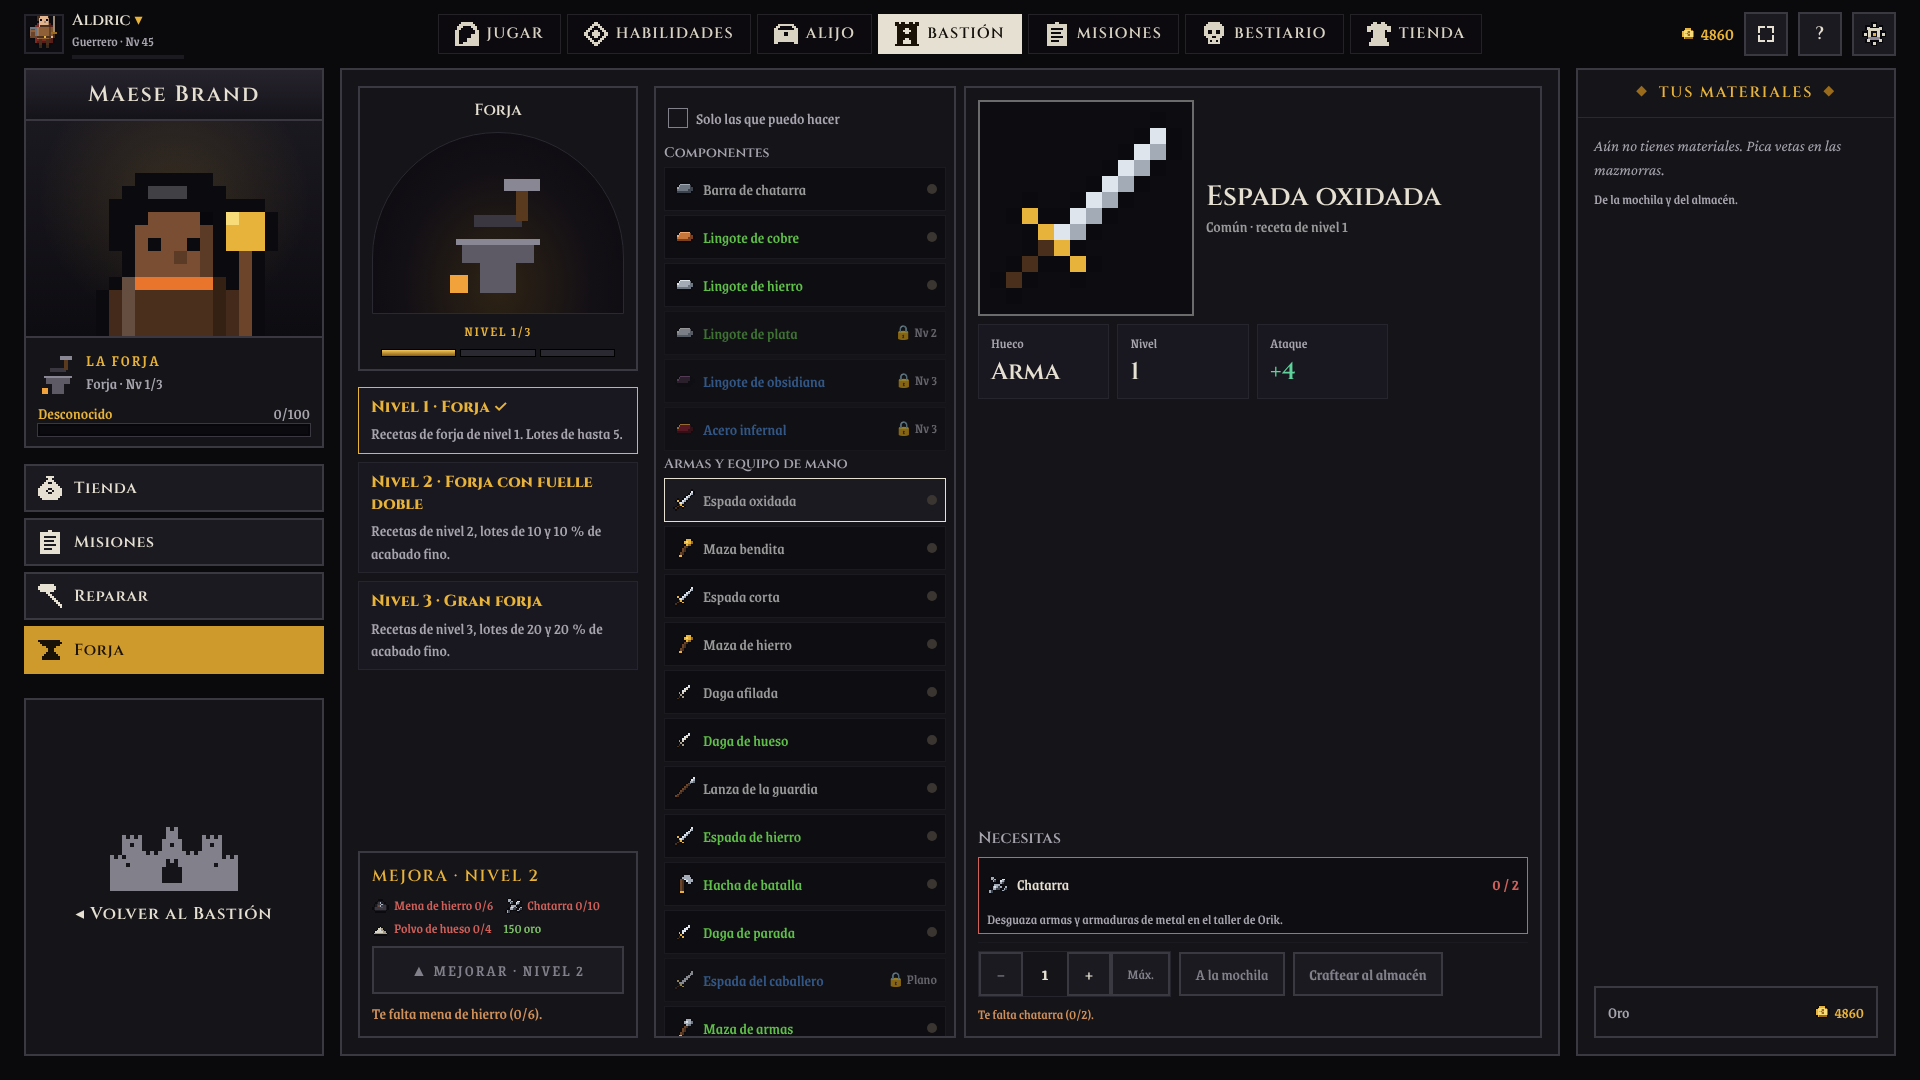 ALDRIC ▼
Guerrero · Nv 45
JUGAR
HABILIDADES
ALIJO
BASTIÓN
MISIONES
BESTIARIO
TIENDA
4860
?
MAESE BRAND
LA FORJA
Forja · Nv 1/3
Desconocido 0/100
TIENDA
MISIONES
REPARAR
FORJA
◂ VOLVER AL BASTIÓN
FORJA
NIVEL 1/3
NIVEL 1 · FORJA ✓
Recetas de forja de nivel 1. Lotes de hasta 5.
NIVEL 2 · FORJA CON FUELLE
DOBLE
Recetas de nivel 2, lotes de 10 y 10 % de
acabado fino.
NIVEL 3 · GRAN FORJA
Recetas de nivel 3, lotes de 20 y 20 % de
acabado fino.
MEJORA · NIVEL 2
Mena de hierro 0/6 Chatarra 0/10
Polvo de hueso 0/4 150 oro
▲ MEJORAR · NIVEL 2
Te falta mena de hierro (0/6).
Solo las que puedo hacer
COMPONENTES
Barra de chatarra
Lingote de cobre
Lingote de hierro
Lingote de plata Nv 2
Lingote de obsidiana Nv 3
Acero infernal Nv 3
ARMAS Y EQUIPO DE MANO
Espada oxidada
Maza bendita
Espada corta
Maza de hierro
Daga afilada
Daga de hueso
Lanza de la guardia
Espada de hierro
Hacha de batalla
Daga de parada
Espada del caballero Plano
Maza de armas
ESPADA OXIDADA
Común · receta de nivel 1
Hueco
ARMA
Nivel
1
Ataque
+4
NECESITAS
Chatarra 0 / 2
Desguaza armas y armaduras de metal en el taller de Orik.
− 1 + Máx. A la mochila Craftear al almacén
Te falta chatarra (0/2).
◆ TUS MATERIALES ◆
Aún no tienes materiales. Pica vetas en las
mazmorras.
De la mochila y del almacén.
Oro 4860